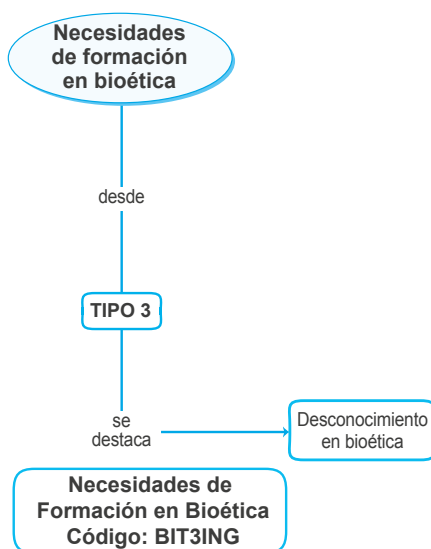 Necesidades
de formación
en bioética
desde
TIPO 3
se
destaca
Desconocimiento
en bioética
Necesidades de
Formación en Bioética
Código: BIT3ING